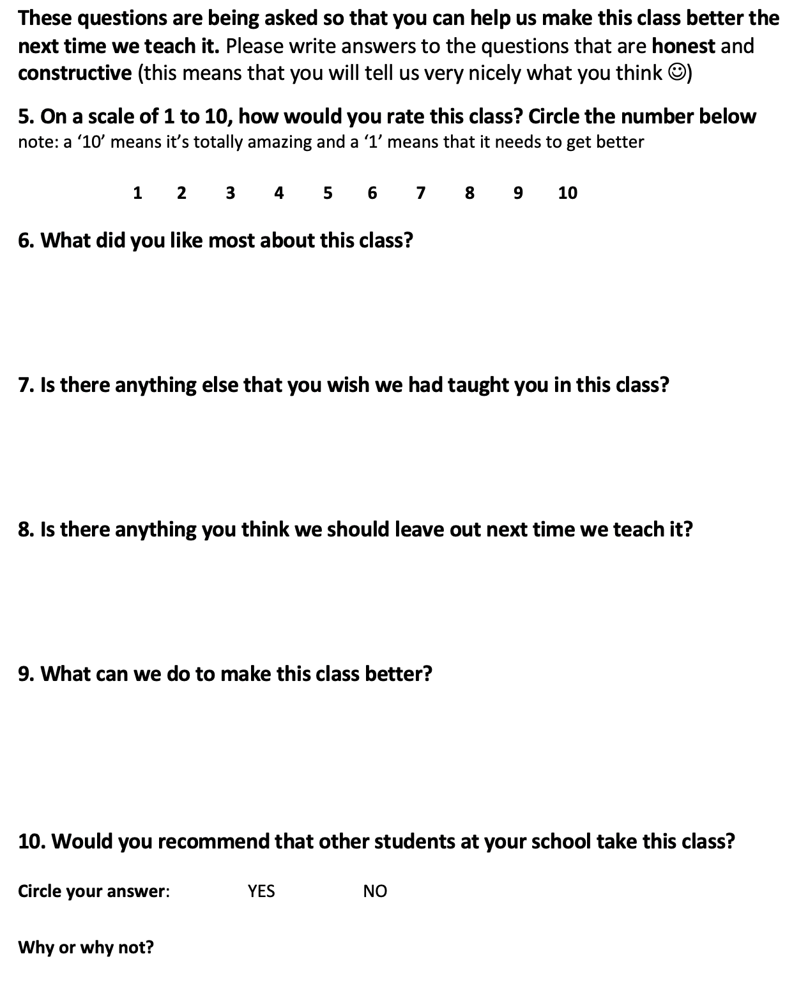 These questions are being asked so that you can help us make this class better the
next time we teach it. Please write answers to the questions that are honest and
constructive (this means that you will tell us very nicely what you think ☺)
5. On a scale of 1 to 10, how would you rate this class? Circle the number below
note: a ‘10’ means it’s totally amazing and a ‘1’ means that it needs to get better
1 2 3 4 5 6 7 8 9 10
6. What did you like most about this class?
7. Is there anything else that you wish we had taught you in this class?
8. Is there anything you think we should leave out next time we teach it?
9. What can we do to make this class better?
10. Would you recommend that other students at your school take this class?
Circle your answer: YES NO
Why or why not?